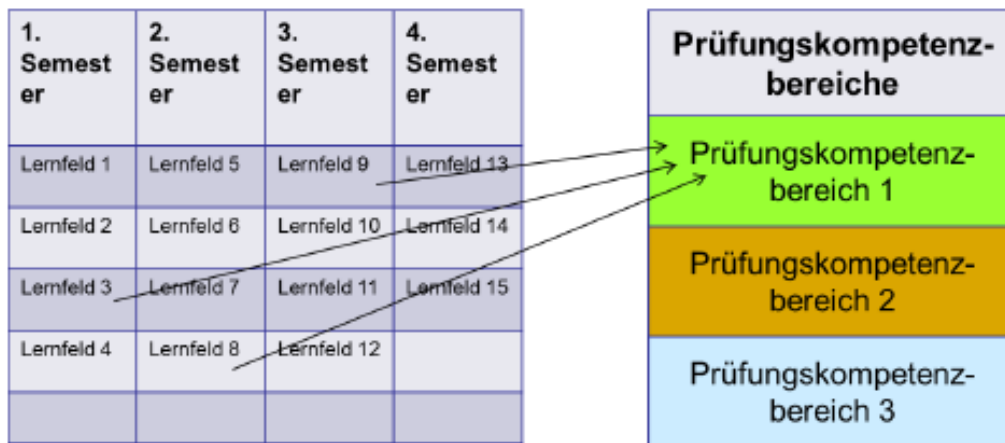 1. Semest er
2. Semest er
3. Semest er
4. Semest er
Lernfeld 1
Lernfeld 5
Lernfeld 9
Lernfeld 13
Lernfeld 2
Lernfeld 6
Lernfeld 10
Lernfeld 14
Lernfeld 3
Lernfeld 7
Lernfeld 11
Lernfeld 15
Lernfeld 4
Lernfeld 8
Lernfeld 12
Prüfungskompetenz-
bereiche
Prüfungskompetenz-
bereich 1
Prüfungskompetenz-
bereich 2
Prüfungskompetenz-
bereich 3